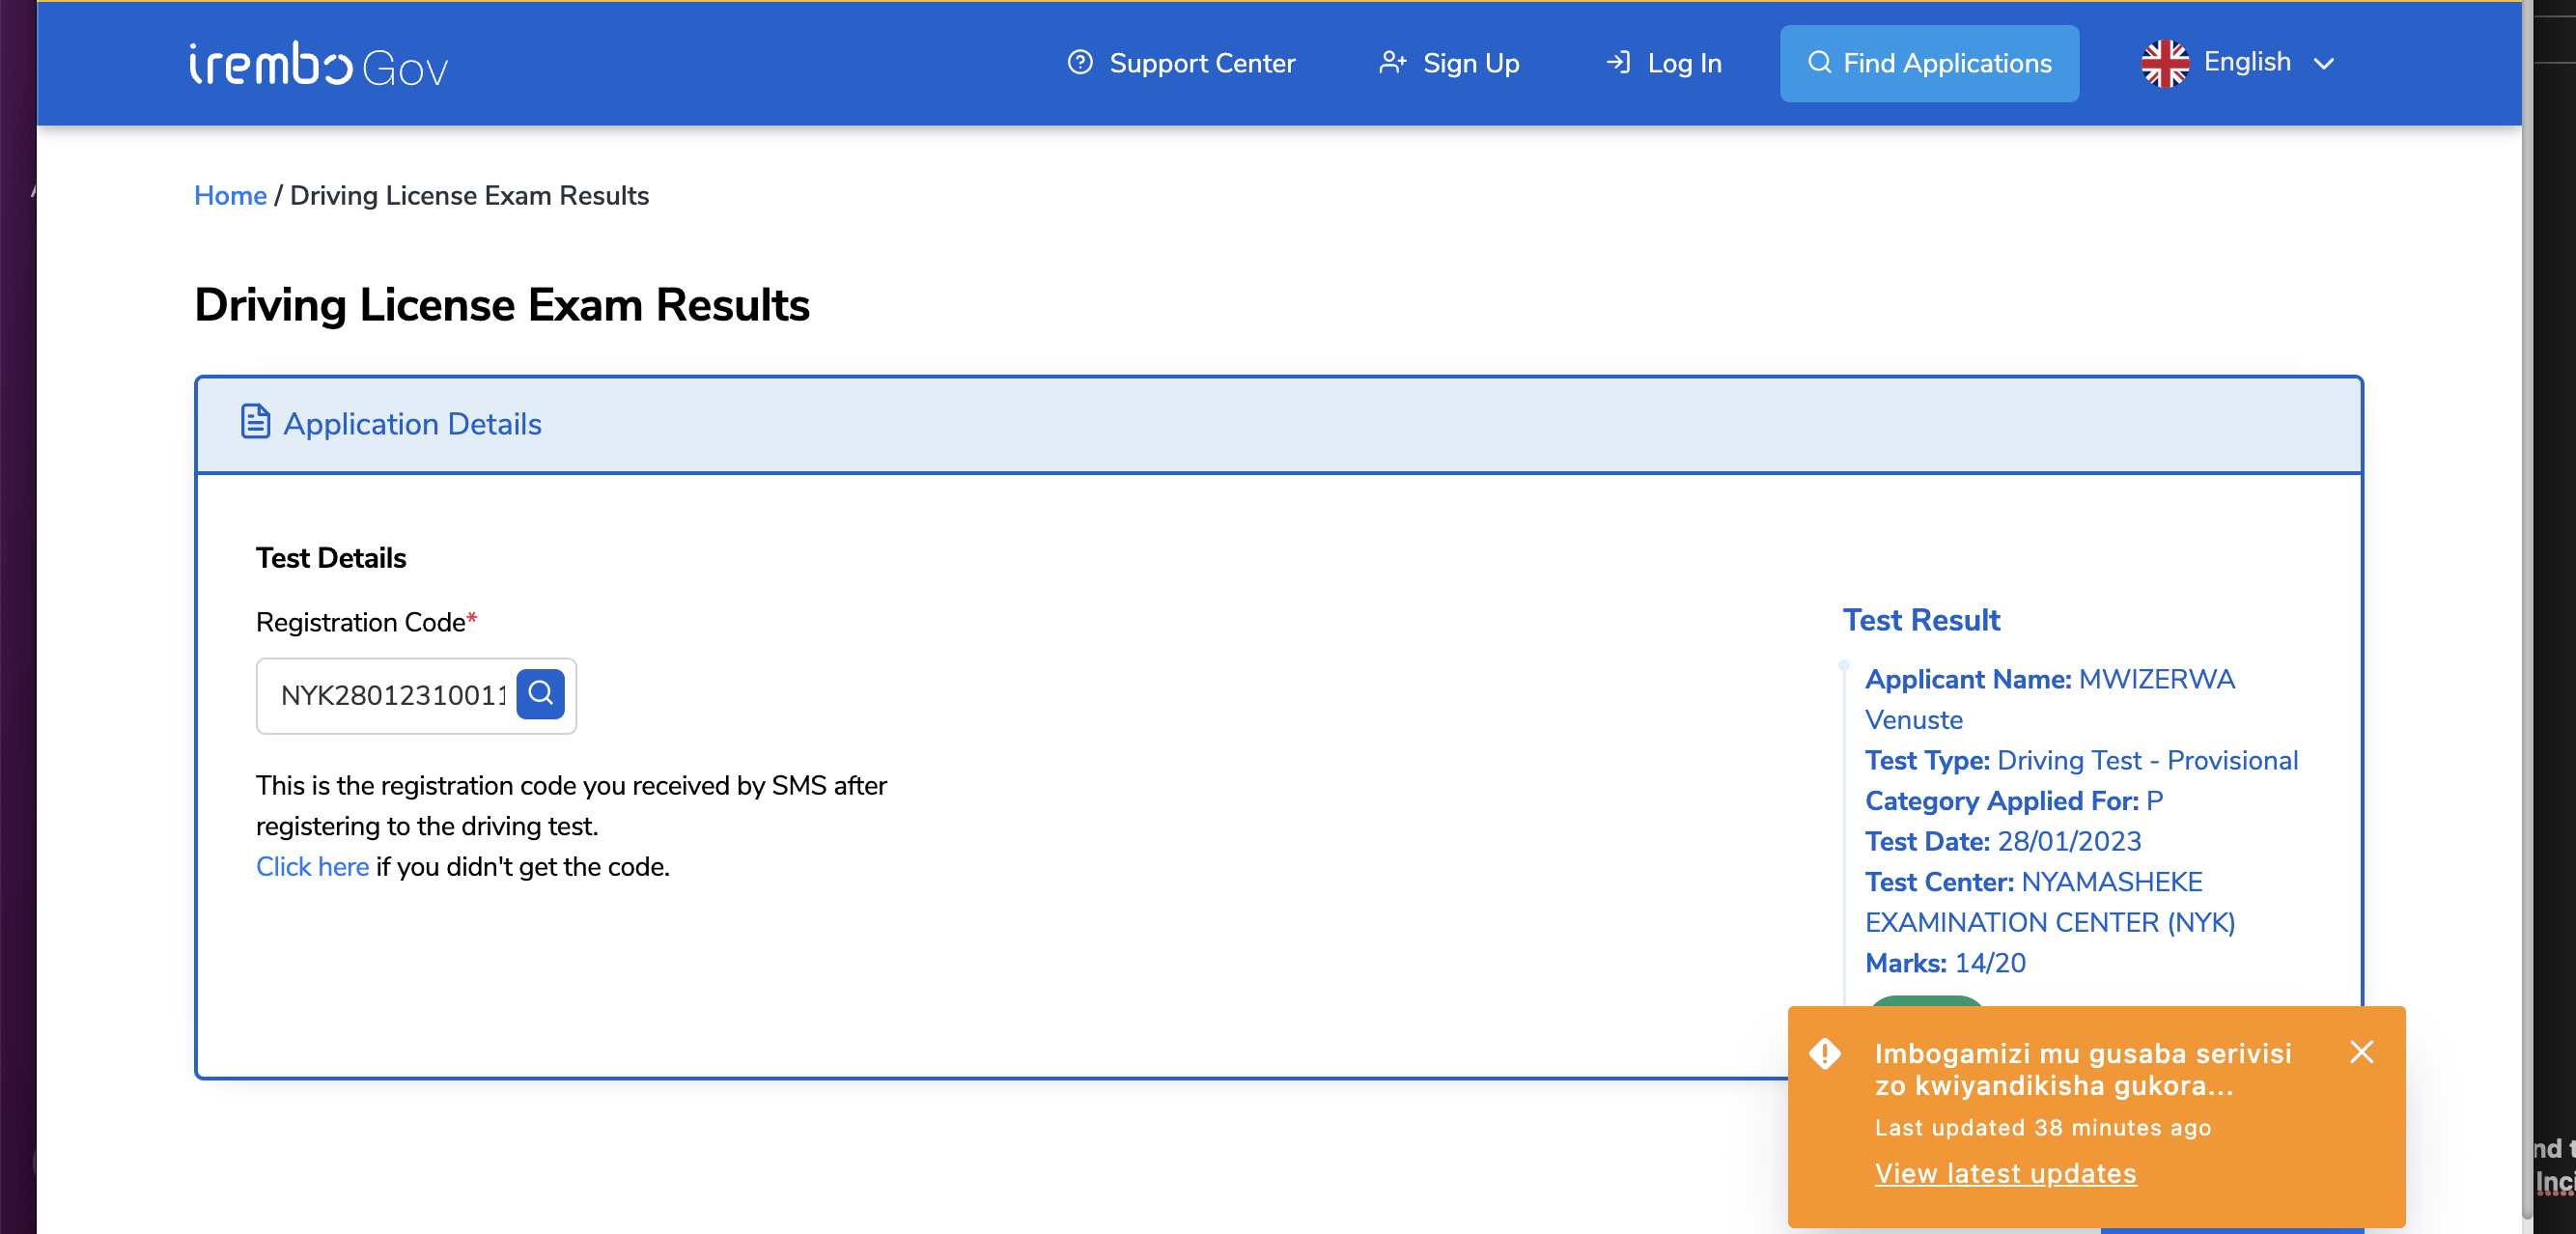 irembo Gov
Support Center
Sign Up
Log In
Find Applications
English
Home / Driving License Exam Results
Driving License Exam Results
Application Details
Test Details
Registration Code*
NYK28012310011
This is the registration code you received by SMS after
registering to the driving test.
Click here if you didn't get the code.
Test Result
Applicant Name: MWIZERWA
Venuste
Test Type: Driving Test - Provisional
Category Applied For: P
Test Date: 28/01/2023
Test Center: NYAMASHEKE
EXAMINATION CENTER (NYK)
Marks: 14/20
Imbogamizi mu gusaba serivisi
zo kwiyandikisha gukora...
Last updated 38 minutes ago
View latest updates